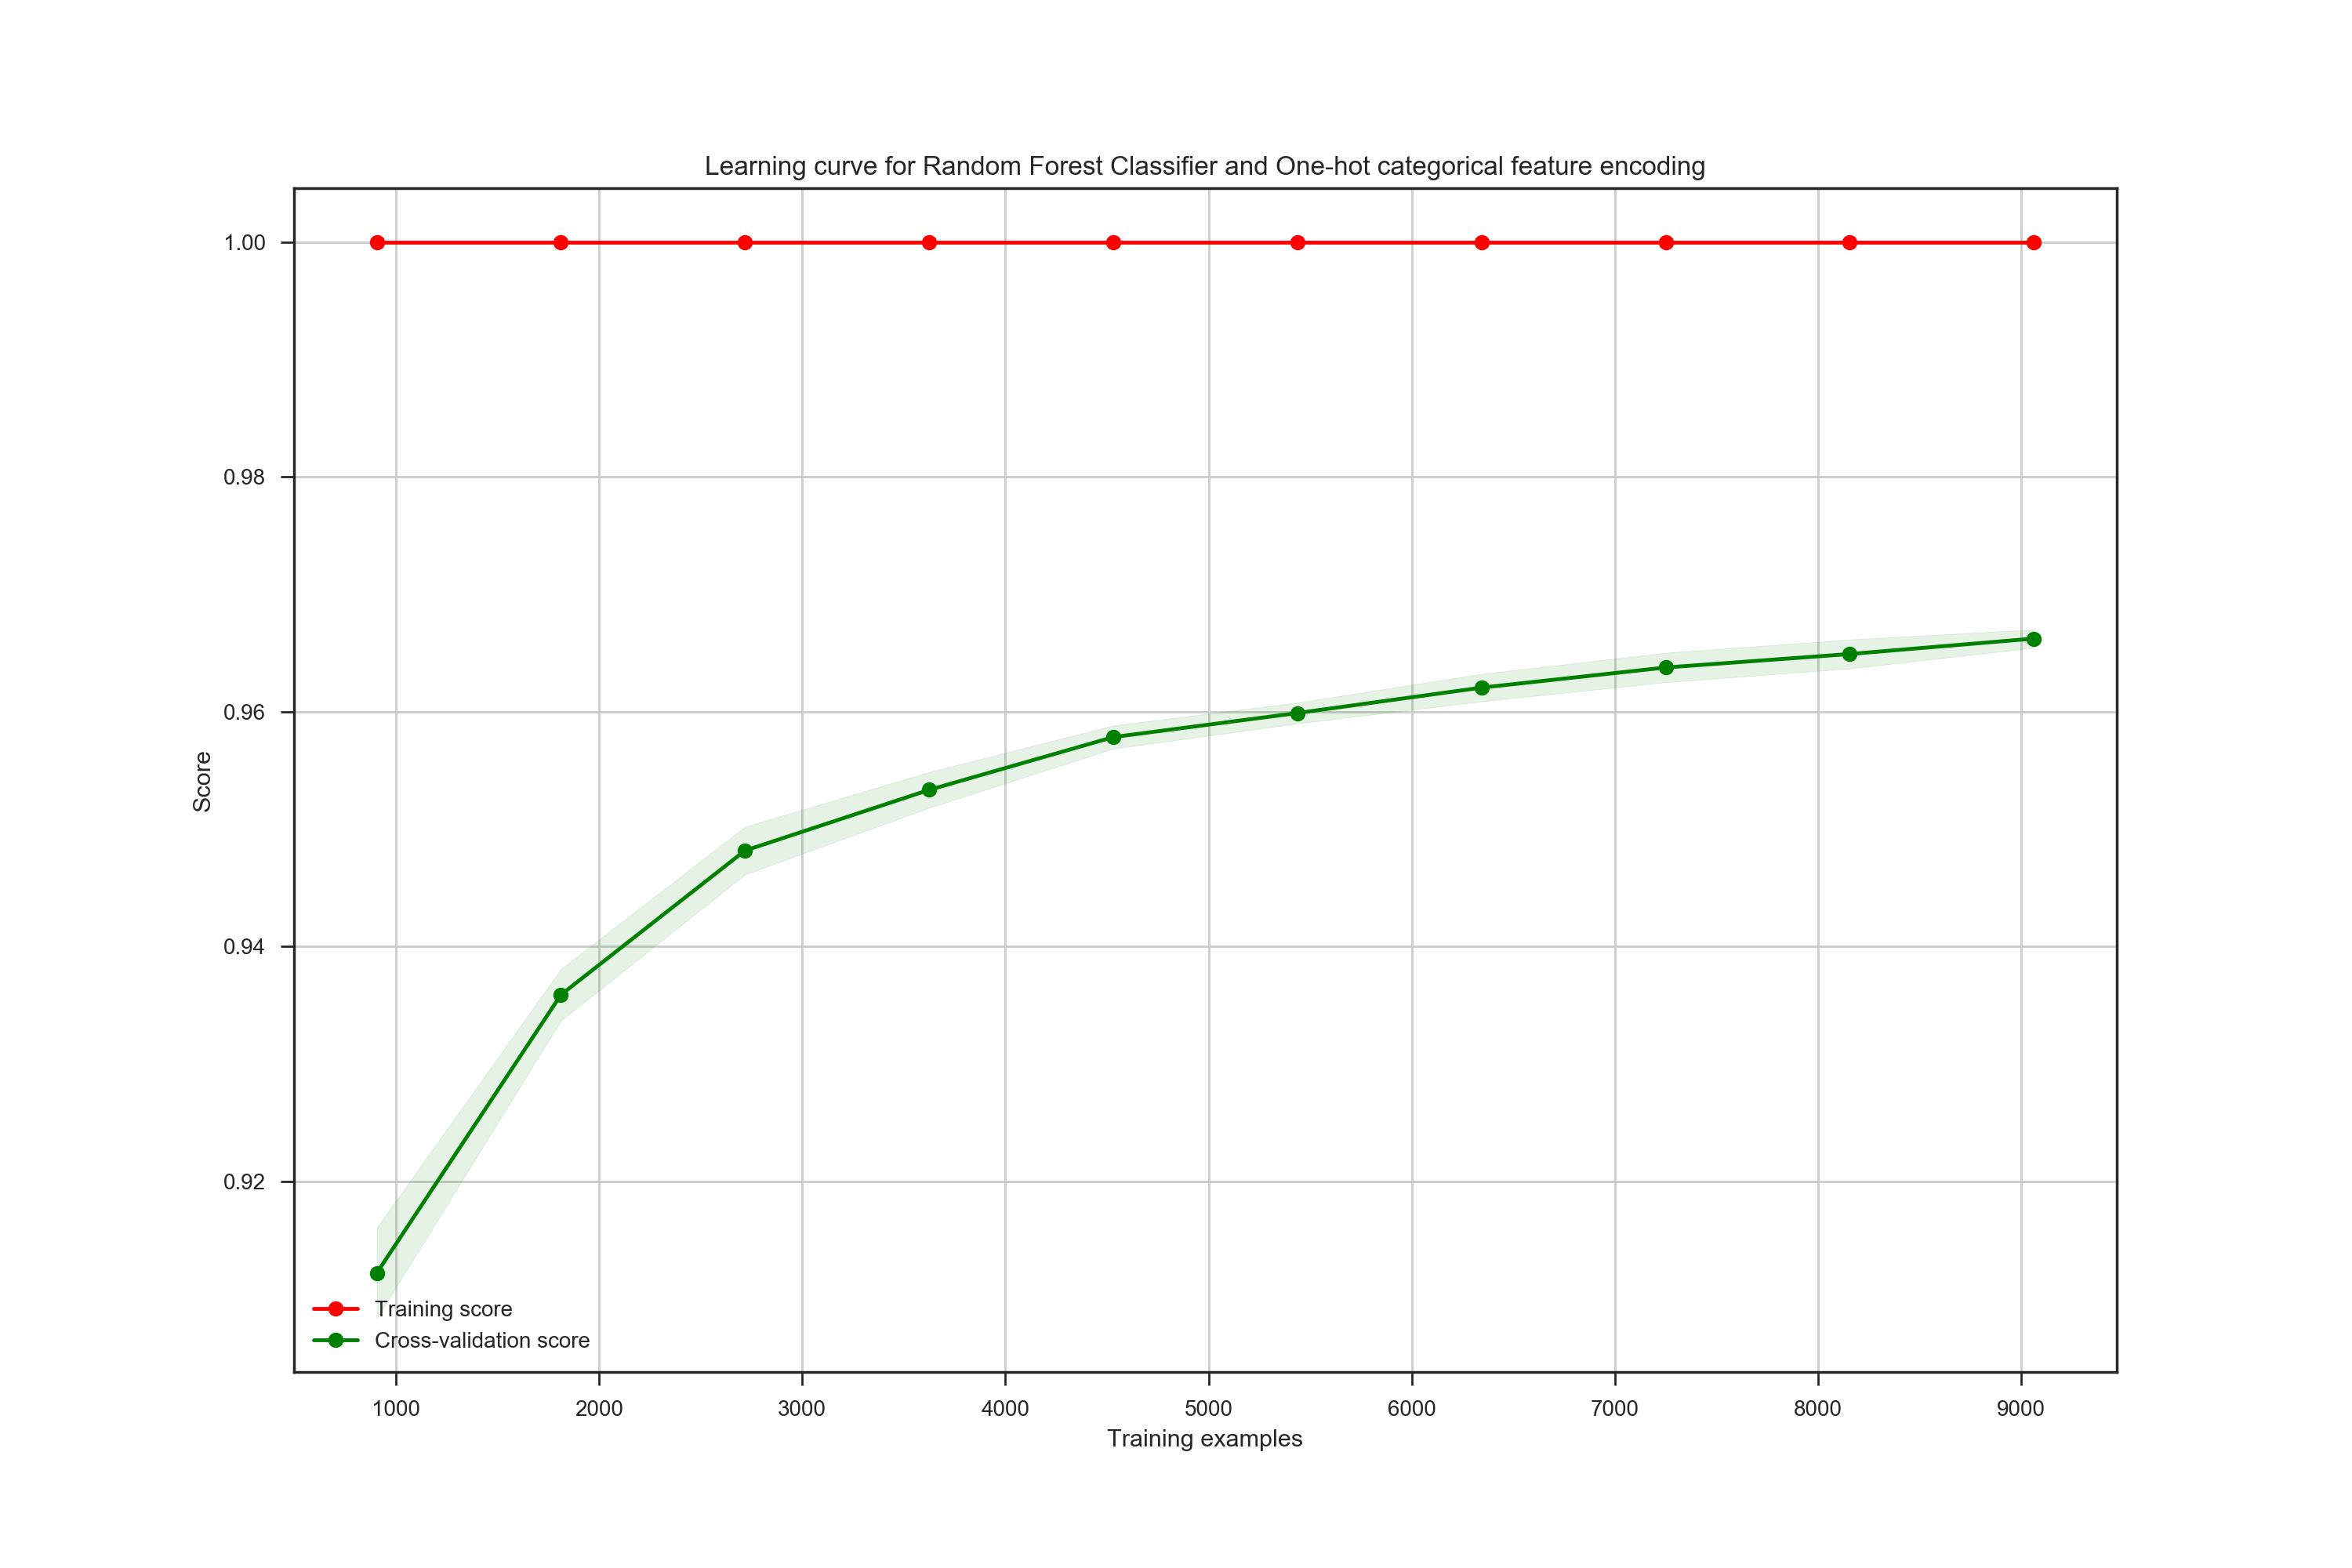 Learning curve for Random Forest Classifier and One-hot categorical feature encoding
1.00
0.98
0.96
0.94
0.92
Score
Training score
Cross-validation score
1000 2000 3000 4000 5000 6000 7000 8000 9000
Training examples